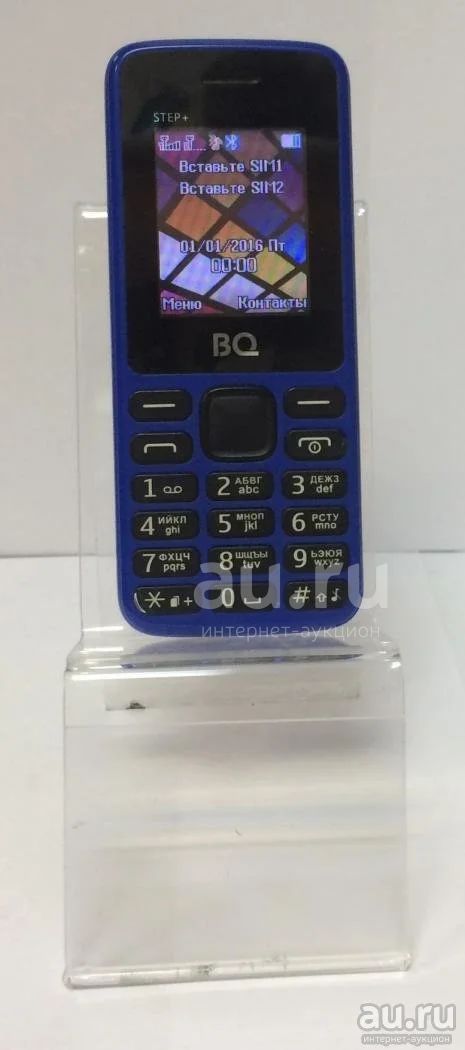 STEP+
Вставьте SIM1
Вставьте SIM2
01/01/2016 Пт
00:00
Меню Контакты
BQ
1
2 АБВГ abc
3 ДЕЖЗ def
4 ИЙКЛ ghi
5 МНОП jkl
6 РСТУ mno
7 ФХЦЧ pqrs
8 ШЩЪЫ tuv
9 ЬЭЮЯ wxyz
* +
0
#
au.ru
интернет-аукцион
au.ru
интернет-аукцион